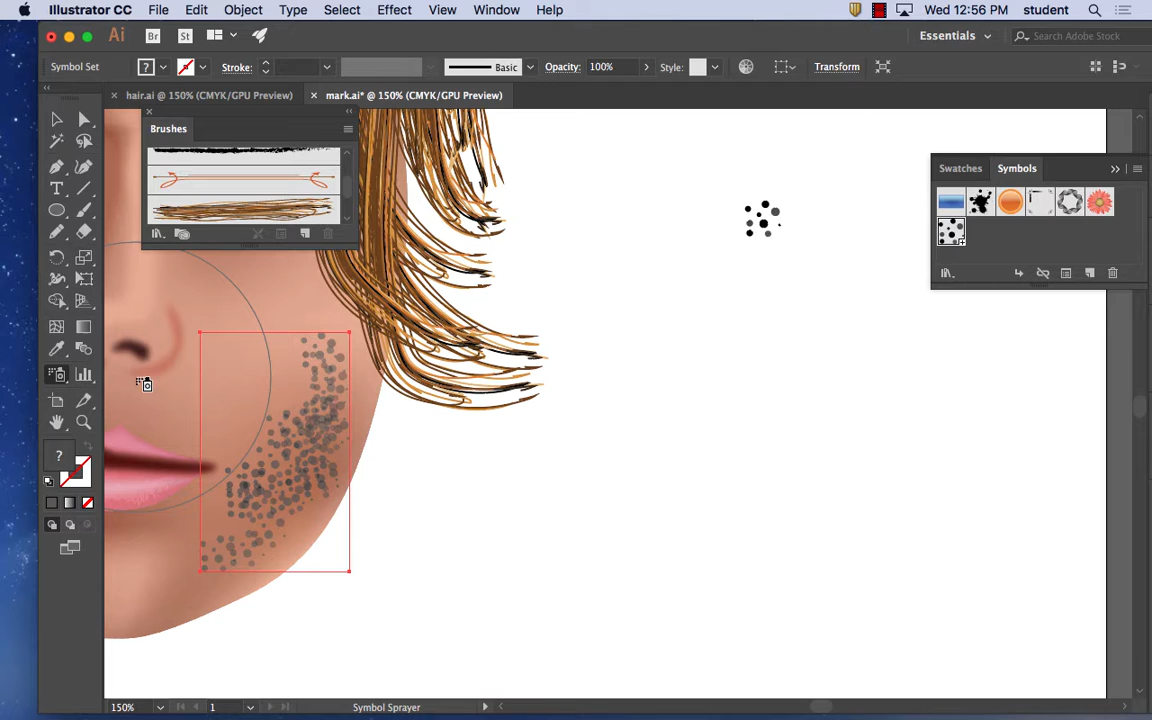 Illustrator CC File Edit Object Type Select Effect View Window Help Wed 12:56 PM student
Ai Br St Essentials Search Adobe Stock
Symbol Set ? Stroke: Basic Opacity: 100% Style: Transform
× hair.ai @ 150% (CMYK/GPU Preview) × mark.ai* @ 150% (CMYK/GPU Preview)
Brushes
Swatches Symbols
T
?
150% 1 Symbol Sprayer